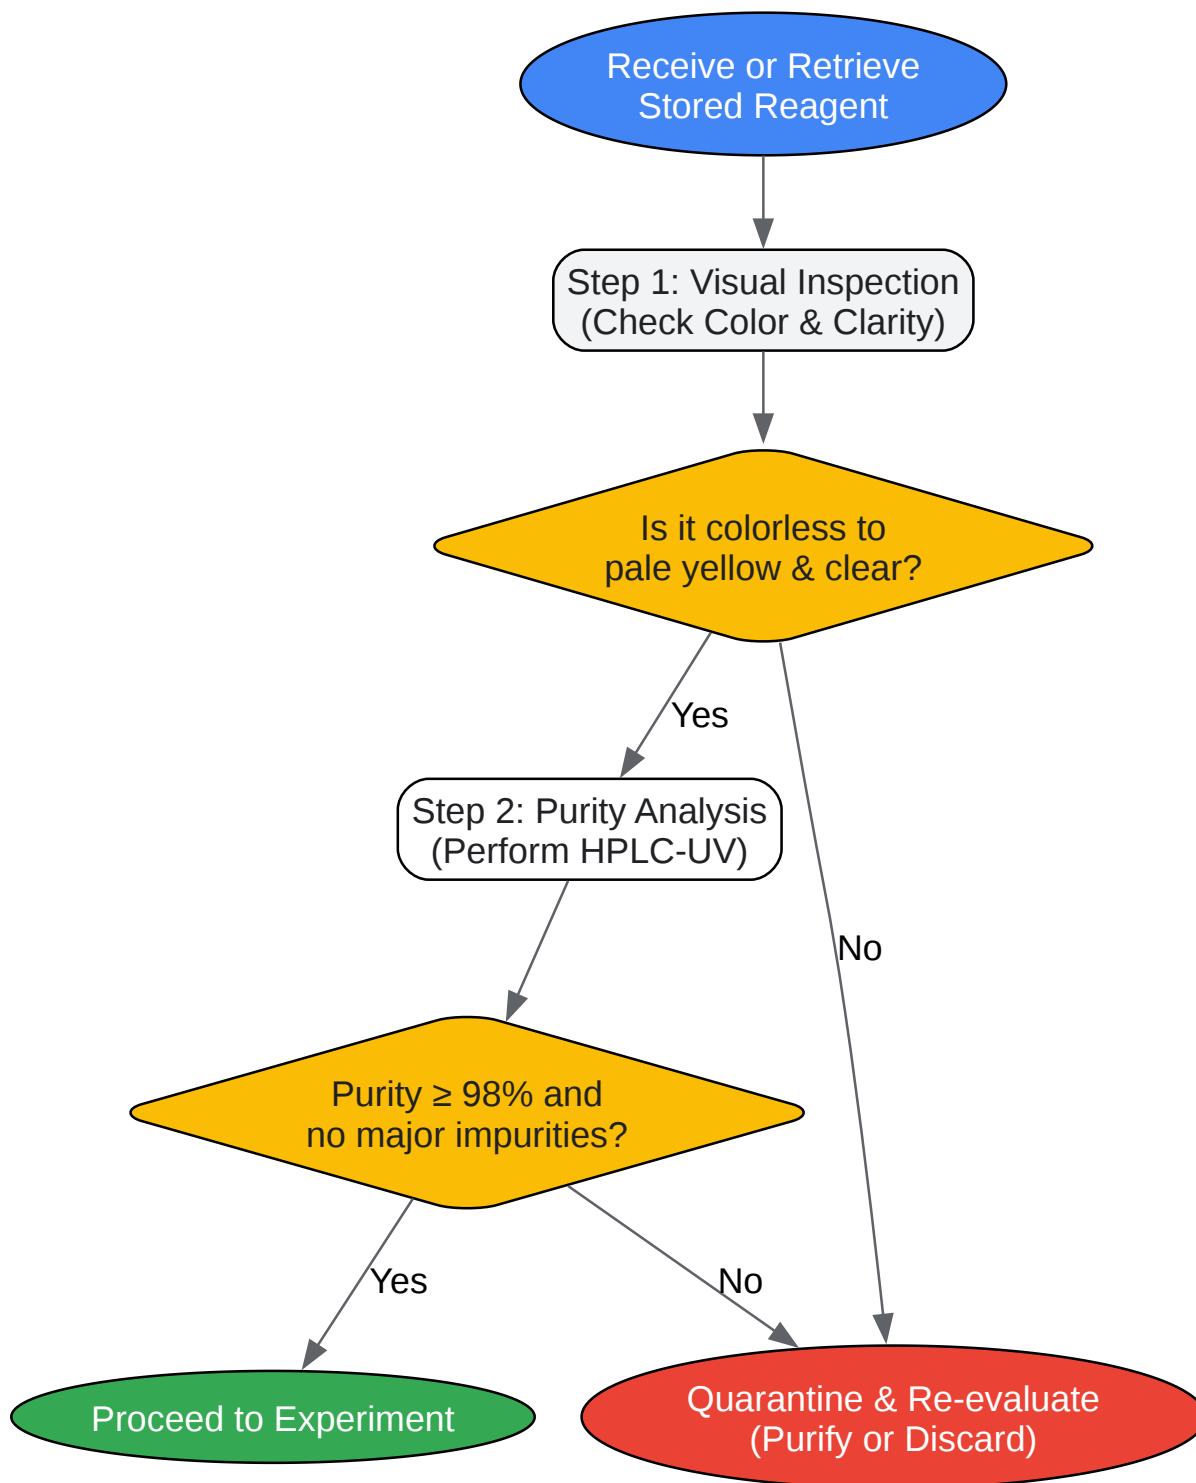 Receive or Retrieve
Stored Reagent
Step 1: Visual Inspection
(Check Color & Clarity)
Is it colorless to
pale yellow & clear?
Yes
Step 2: Purity Analysis
(Perform HPLC-UV)
No
Purity ≥ 98% and
no major impurities?
Yes
No
Proceed to Experiment
Quarantine & Re-evaluate
(Purify or Discard)